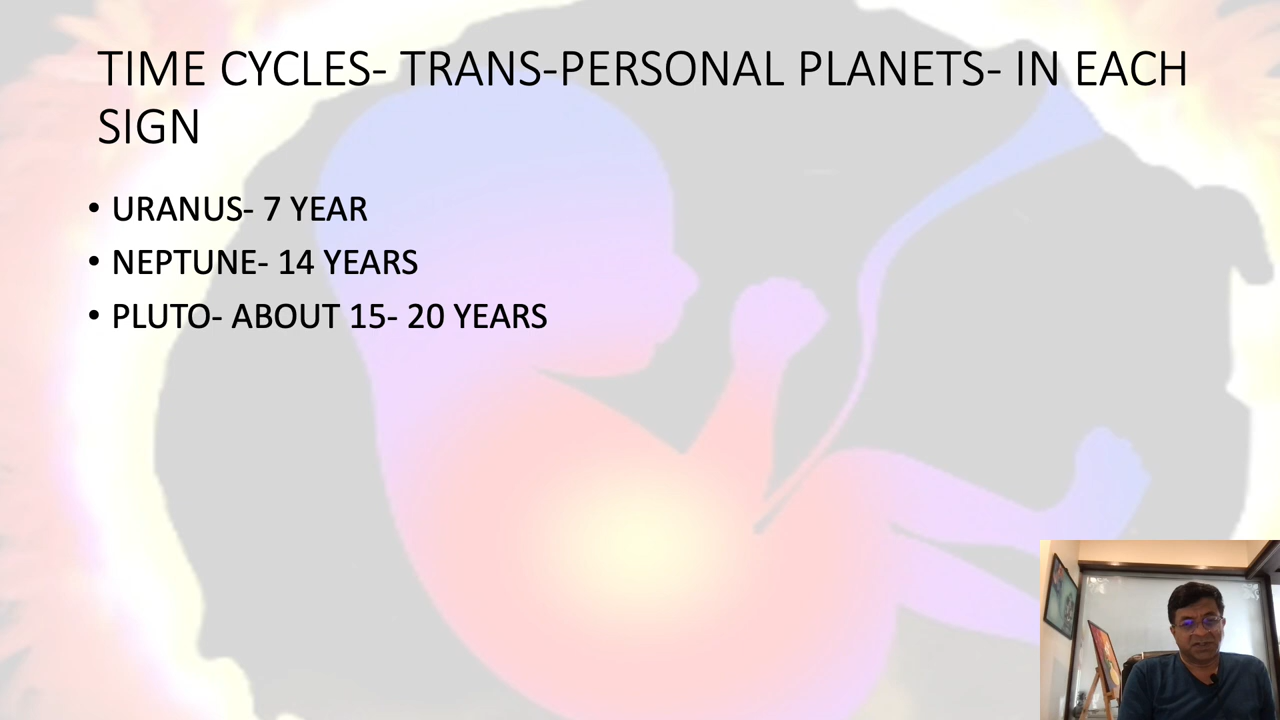 TIME CYCLES- TRANS-PERSONAL PLANETS- IN EACH
SIGN
• URANUS- 7 YEAR
• NEPTUNE- 14 YEARS
• PLUTO- ABOUT 15- 20 YEARS